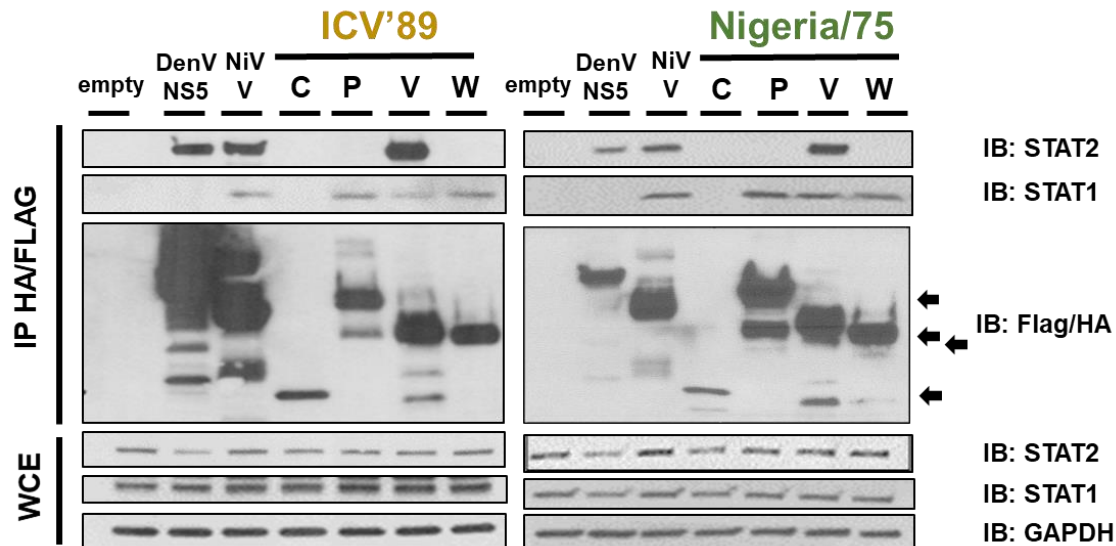 ICV’89
Nigeria/75
empty DenV NS5 NiV V C P V W
empty DenV NS5 NiV V C P V W
IP HA/FLAG
IB: STAT2
IB: STAT1
IB: Flag/HA
WCE
IB: STAT2
IB: STAT1
IB: GAPDH